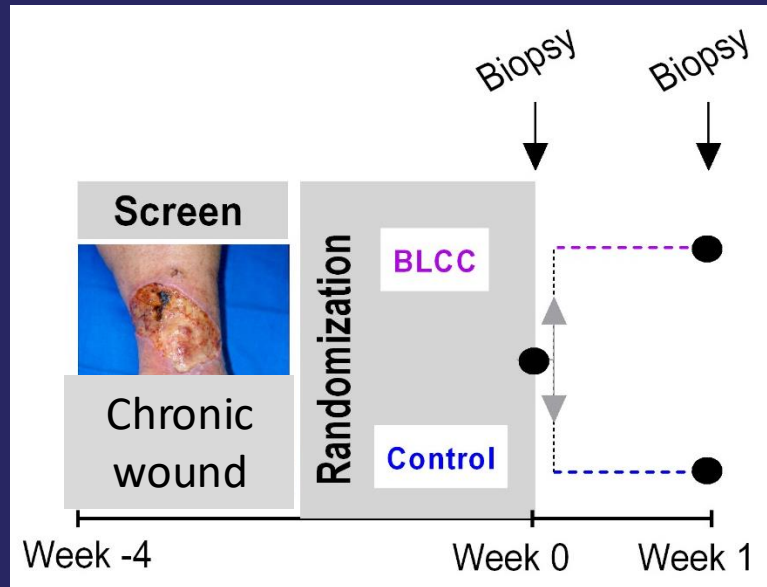 Biopsy
Biopsy
Screen
Chronic
wound
Randomization
BLCC
Control
Week -4
Week 0
Week 1